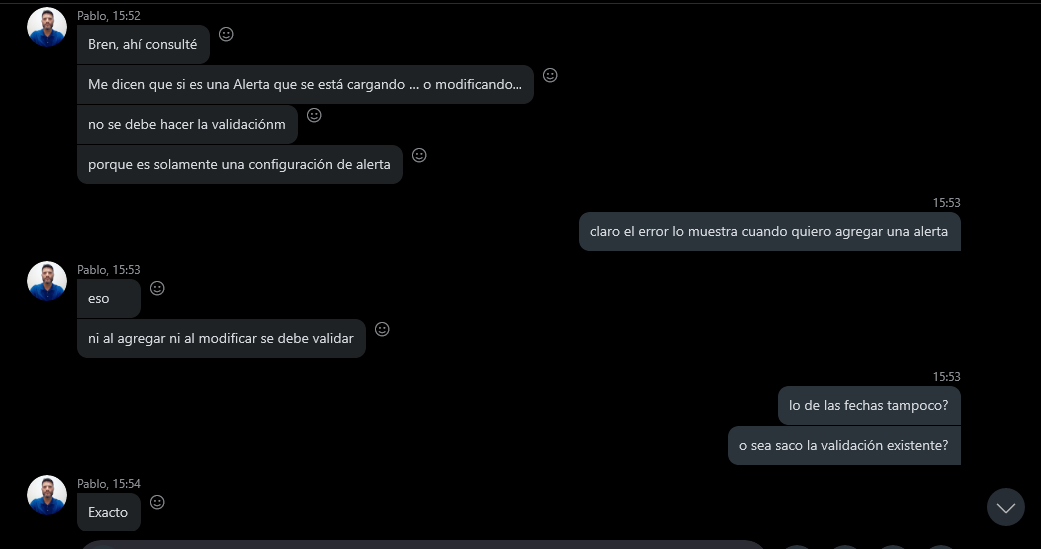 Pablo, 15:52
Bren, ahí consulté
Me dicen que si es una Alerta que se está cargando ... o modificando...
no se debe hacer la validaciónm
porque es solamente una configuración de alerta
15:53
claro el error lo muestra cuando quiero agregar una alerta
Pablo, 15:53
eso
ni al agregar ni al modificar se debe validar
15:53
lo de las fechas tampoco?
o sea saco la validación existente?
Pablo, 15:54
Exacto